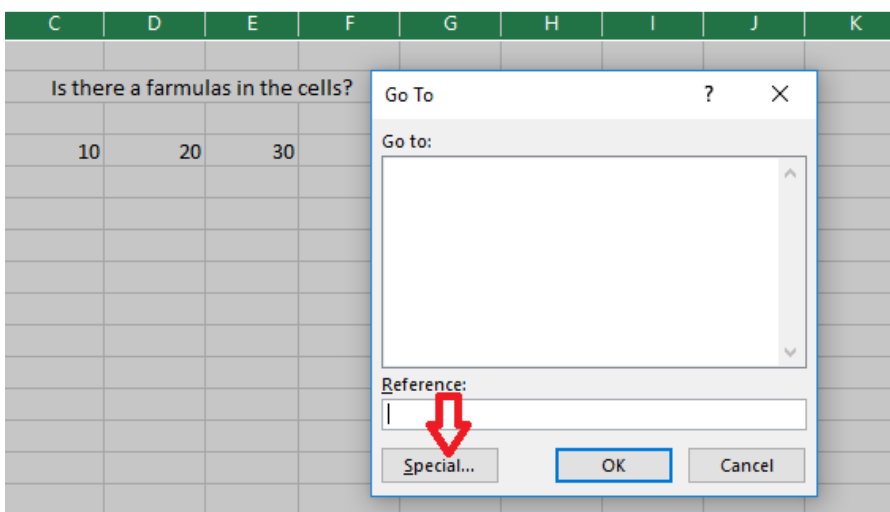 C D E F G H I J K
Is there a farmulas in the cells?
Go To ?
Go to:
10 20 30
Reference:
Special... OK Cancel